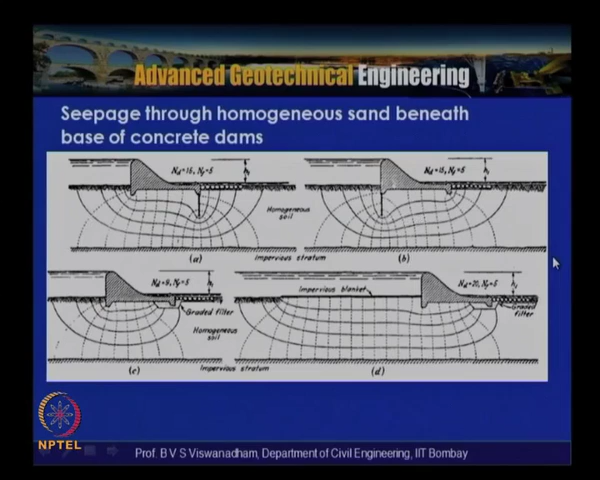 Advanced Geotechnical Engineering
Seepage through homogeneous sand beneath
base of concrete dams
Nd=16, Nf=5
h
Homogeneous
soil
(a)
Nd=15, Nf=5
h
(b)
Impervious stratum
Nd=9, Nf=5
h
Graded filter
Homogeneous
soil
(c)
Impervious stratum
Impervious blanket
Nd=20, Nf=5
h
Graded
filter
(d)
NPTEL
Prof. B V S Viswanadham, Department of Civil Engineering, IIT Bombay